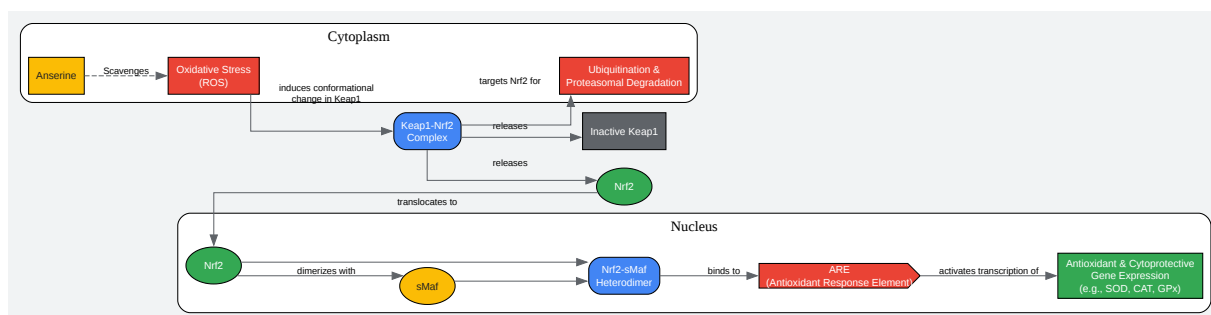 Cytoplasm
Anserine
Scavenges
Oxidative Stress
(ROS)
induces conformational
change in Keap1
targets Nrf2 for
Ubiquitination &
Proteasomal Degradation
Keap1-Nrf2
Complex
releases
Inactive Keap1
releases
Nrf2
translocates to
Nucleus
Nrf2
dimerizes with
sMaf
Nrf2-sMaf
Heterodimer
binds to
ARE
(Antioxidant Response Element)
activates transcription of
Antioxidant & Cytoprotective
Gene Expression
(e.g., SOD, CAT, GPx)